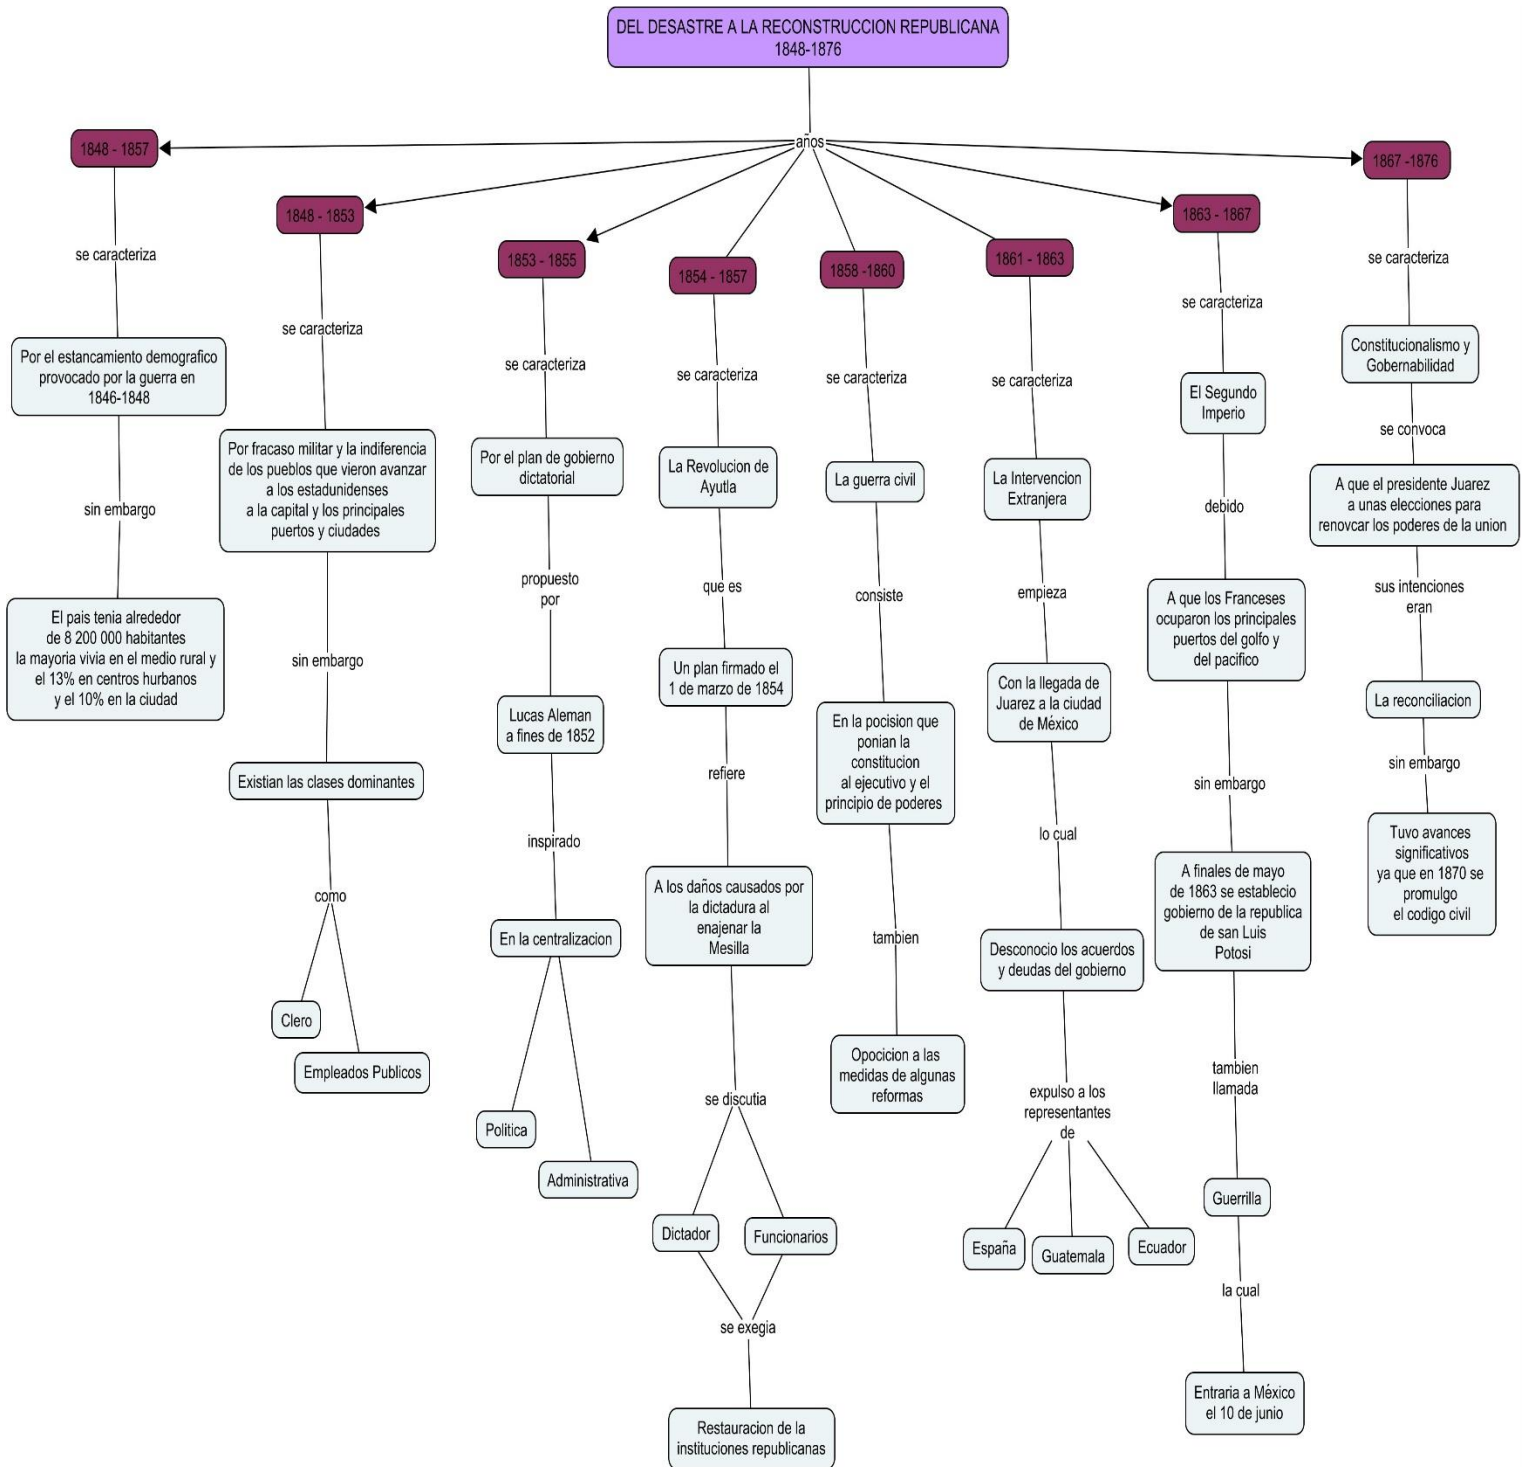 DEL DESASTRE A LA RECONSTRUCCION REPUBLICANA
1848-1876
años
1848 - 1857
se caracteriza
Por el estancamiento demografico
provocado por la guerra en
1846-1848
sin embargo
El pais tenia alrededor
de 8 200 000 habitantes
la mayoria vivia en el medio rural y
el 13% en centros hurbanos
y el 10% en la ciudad
1848 - 1853
se caracteriza
Por fracaso militar y la indiferencia
de los pueblos que vieron avanzar
a los estadunidenses
a la capital y los principales
puertos y ciudades
sin embargo
Existian las clases dominantes
como
Clero
Empleados Publicos
1853 - 1855
se caracteriza
Por el plan de gobierno
dictatorial
propuesto
por
Lucas Aleman
a fines de 1852
inspirado
En la centralizacion
Politica
Administrativa
1854 - 1857
se caracteriza
La Revolucion de
Ayutla
que es
Un plan firmado el
1 de marzo de 1854
refiere
A los daños causados por
la dictadura al
enajenar la
Mesilla
se discutia
Dictador
Funcionarios
se exegia
Restauracion de la
instituciones republicanas
1858 -1860
se caracteriza
La guerra civil
consiste
En la pocision que
ponian la
constitucion
al ejecutivo y el
principio de poderes
tambien
Opocicion a las
medidas de algunas
reformas
1861 - 1863
se caracteriza
La Intervencion
Extranjera
empieza
Con la llegada de
Juarez a la ciudad
de México
lo cual
Desconocio los acuerdos
y deudas del gobierno
expulso a los
representantes
de
España
Guatemala
Ecuador
1863 - 1867
se caracteriza
El Segundo
Imperio
debido
A que los Franceses
ocuparon los principales
puertos del golfo y
del pacifico
sin embargo
A finales de mayo
de 1863 se establecio
gobierno de la republica
de san Luis
Potosi
tambien
llamada
Guerrilla
la cual
Entraria a México
el 10 de junio
1867 -1876
se caracteriza
Constitucionalismo y
Gobernabilidad
se convoca
A que el presidente Juarez
a unas elecciones para
renovcar los poderes de la union
sus intenciones
eran
La reconciliacion
sin embargo
Tuvo avances
significativos
ya que en 1870 se
promulgo
el codigo civil